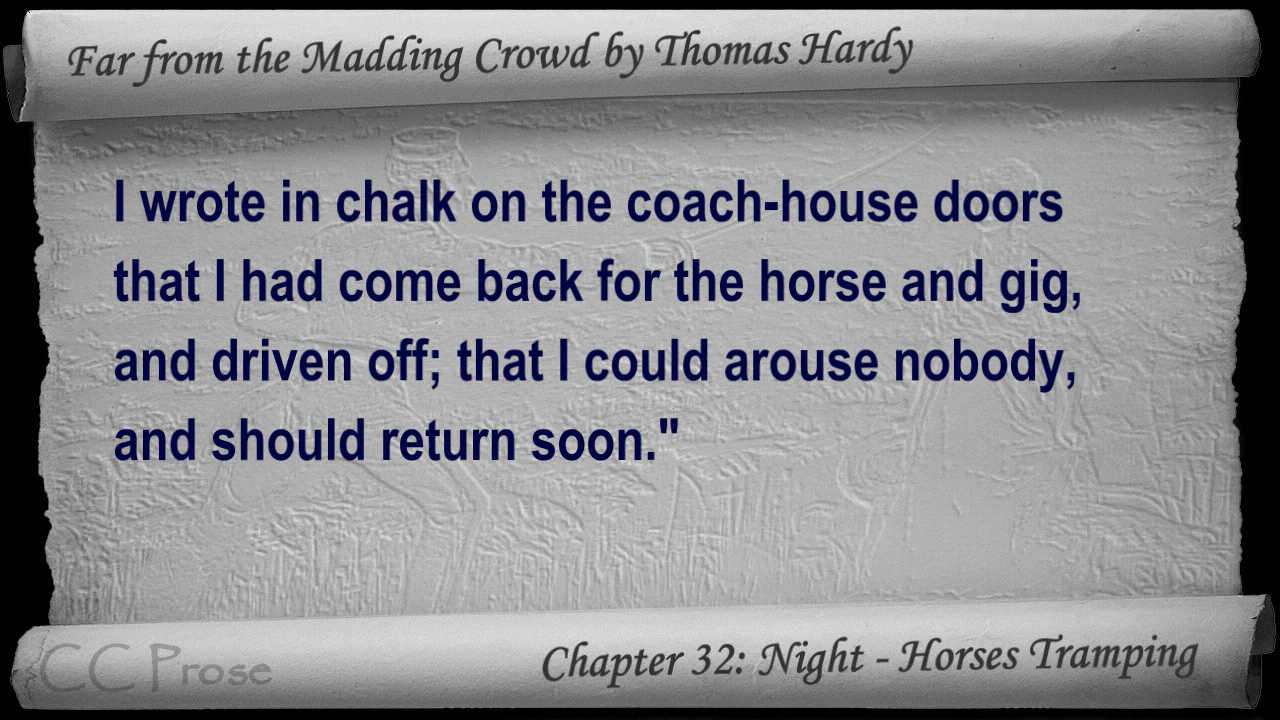 Far from the Madding Crowd by Thomas Hardy
I wrote in chalk on the coach-house doors
that I had come back for the horse and gig,
and driven off; that I could arouse nobody,
and should return soon."
CC Prose
Chapter 32: Night - Horses Tramping